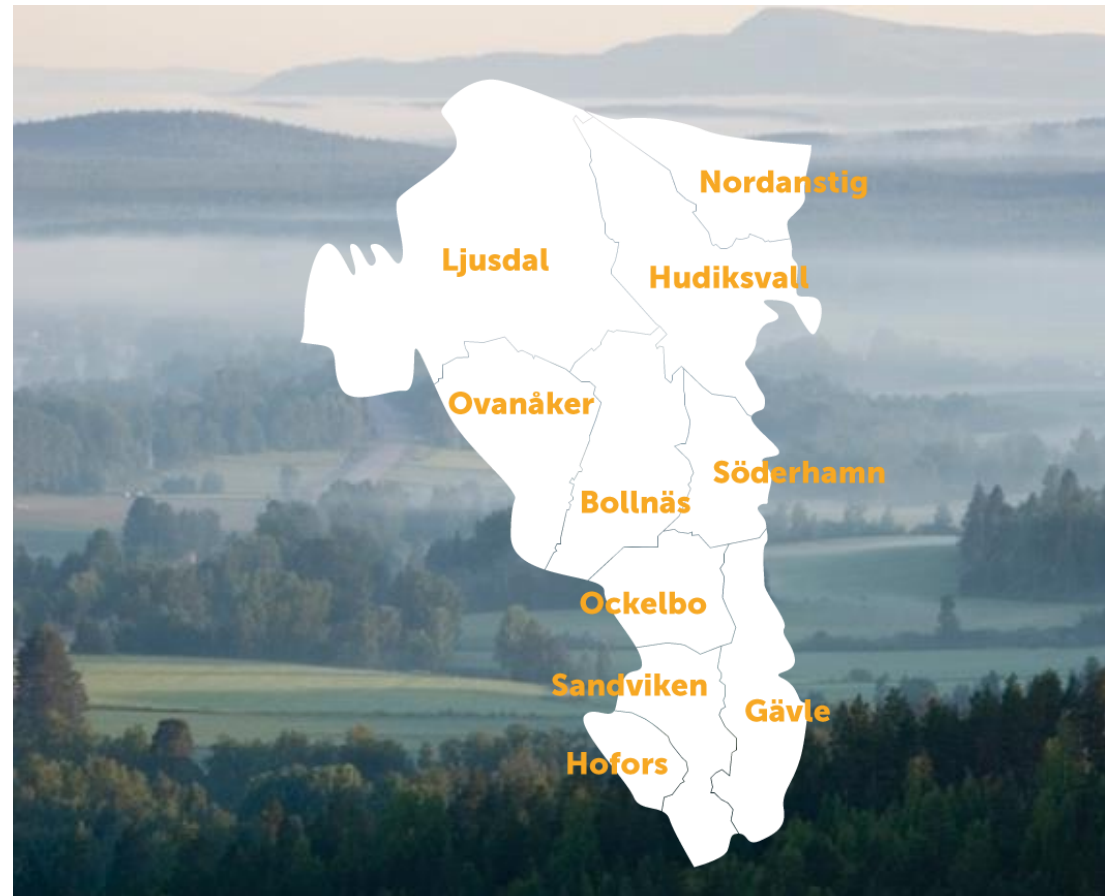 Nordanstig
Ljusdal
Hudiksvall
Ovanåker
Söderhamn
Bollnäs
Ockelbo
Sandviken
Gävle
Hofors